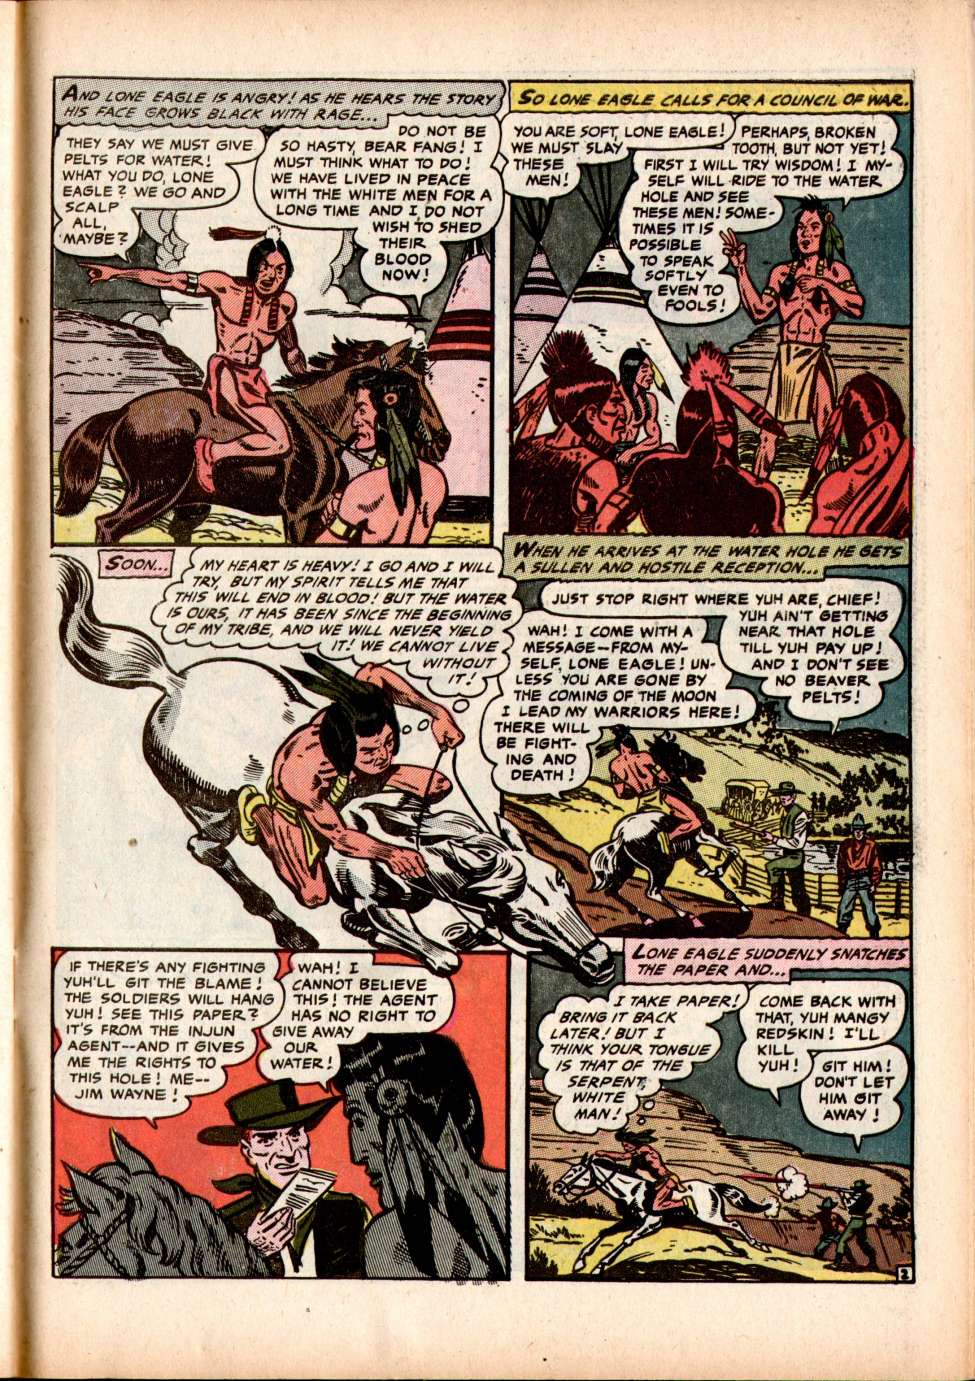 AND LONE EAGLE IS ANGRY! AS HE HEARS THE STORY
HIS FACE GROWS BLACK WITH RAGE...
THEY SAY WE MUST GIVE
PELTS FOR WATER!
WHAT YOU DO, LONE
EAGLE? WE GO AND
SCALP
ALL,
MAYBE?
DO NOT BE
SO HASTY, BEAR FANG! I
MUST THINK WHAT TO DO!
WE HAVE LIVED IN PEACE
WITH THE WHITE MEN FOR A
LONG TIME AND I DO NOT
WISH TO SHED
THEIR
BLOOD
NOW!
SO LONE EAGLE CALLS FOR A COUNCIL OF WAR.
YOU ARE SOFT, LONE EAGLE!
WE MUST SLAY
THESE
MEN!
PERHAPS, BROKEN
TOOTH, BUT NOT YET!
FIRST I WILL TRY WISDOM! I MY-
SELF WILL RIDE TO THE WATER
HOLE AND SEE
THESE MEN! SOME-
TIMES IT IS
POSSIBLE
TO SPEAK
SOFTLY
EVEN TO
FOOLS!
SOON...
MY HEART IS HEAVY! I GO AND I WILL
TRY, BUT MY SPIRIT TELLS ME THAT
THIS WILL END IN BLOOD! BUT THE WATER
IS OURS, IT HAS BEEN SINCE THE BEGINNING
OF MY TRIBE, AND WE WILL NEVER YIELD
IT! WE CANNOT LIVE
WITHOUT
IT!
WHEN HE ARRIVES AT THE WATER HOLE HE GETS
A SULLEN AND HOSTILE RECEPTION...
JUST STOP RIGHT WHERE YUH ARE, CHIEF!
YUH AIN'T GETTING
NEAR THAT HOLE
TILL YUH PAY UP!
AND I DON'T SEE
NO BEAVER
PELTS!
WAH! I COME WITH A
MESSAGE--FROM MY-
SELF, LONE EAGLE! UN-
LESS YOU ARE GONE BY
THE COMING OF THE MOON
I LEAD MY WARRIORS HERE!
THERE WILL
BE FIGHT-
ING AND
DEATH!
IF THERE'S ANY FIGHTING
YUH'LL GIT THE BLAME!
THE SOLDIERS WILL HANG
YUH! SEE THIS PAPER?
IT'S FROM THE INJUN
AGENT--AND IT GIVES
ME THE RIGHTS TO
THIS HOLE! ME--
JIM WAYNE!
WAH! I
CANNOT BELIEVE
THIS! THE AGENT
HAS NO RIGHT TO
GIVE AWAY
OUR
WATER!
LONE EAGLE SUDDENLY SNATCHES
THE PAPER AND...
I TAKE PAPER!
BRING IT BACK
LATER! BUT I
THINK YOUR TONGUE
IS THAT OF THE
SERPENT,
WHITE
MAN!
COME BACK WITH
THAT, YUH MANGY
REDSKIN! I'LL
KILL
YUH!
GIT HIM!
DON'T LET
HIM GIT
AWAY!
2